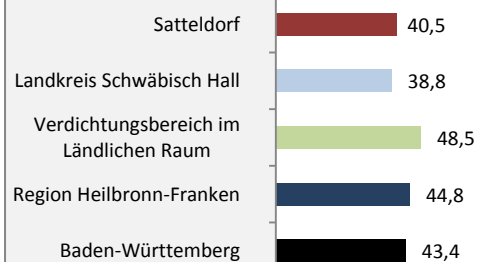 Satteldorf 40,5
Landkreis Schwäbisch Hall 38,8
Verdichtungsbereich im
Ländlichen Raum 48,5
Region Heilbronn-Franken 44,8
Baden-Württemberg 43,4